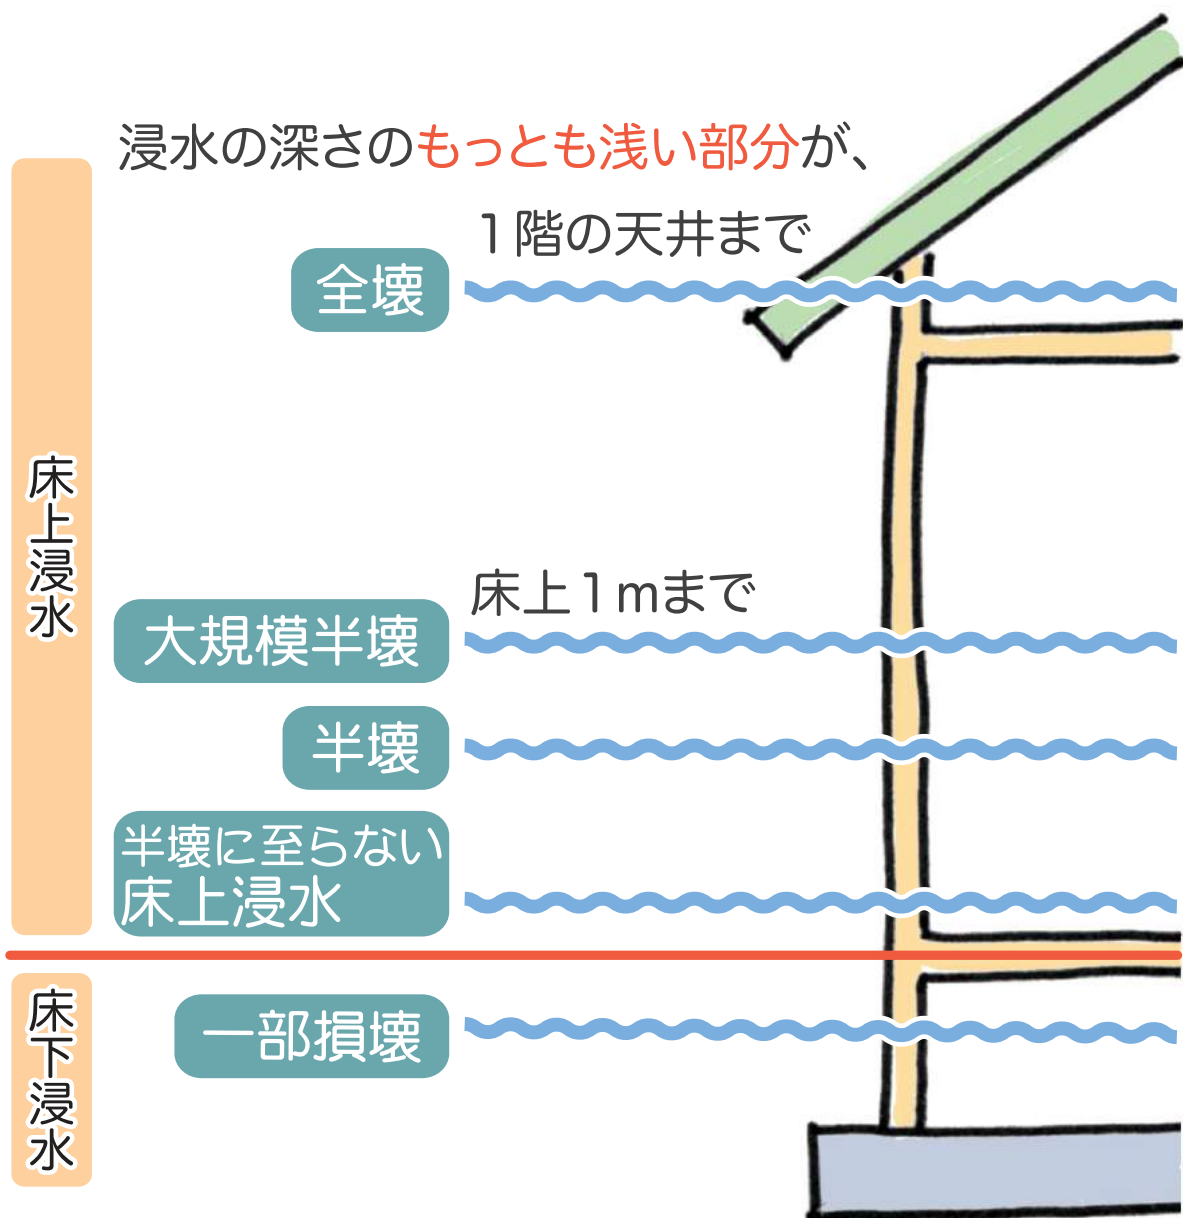 浸水の深さのもっとも浅い部分が、
1階の天井まで
全壊
床上浸水
床上1mまで
大規模半壊
半壊
半壊に至らない
床上浸水
床下浸水
一部損壊